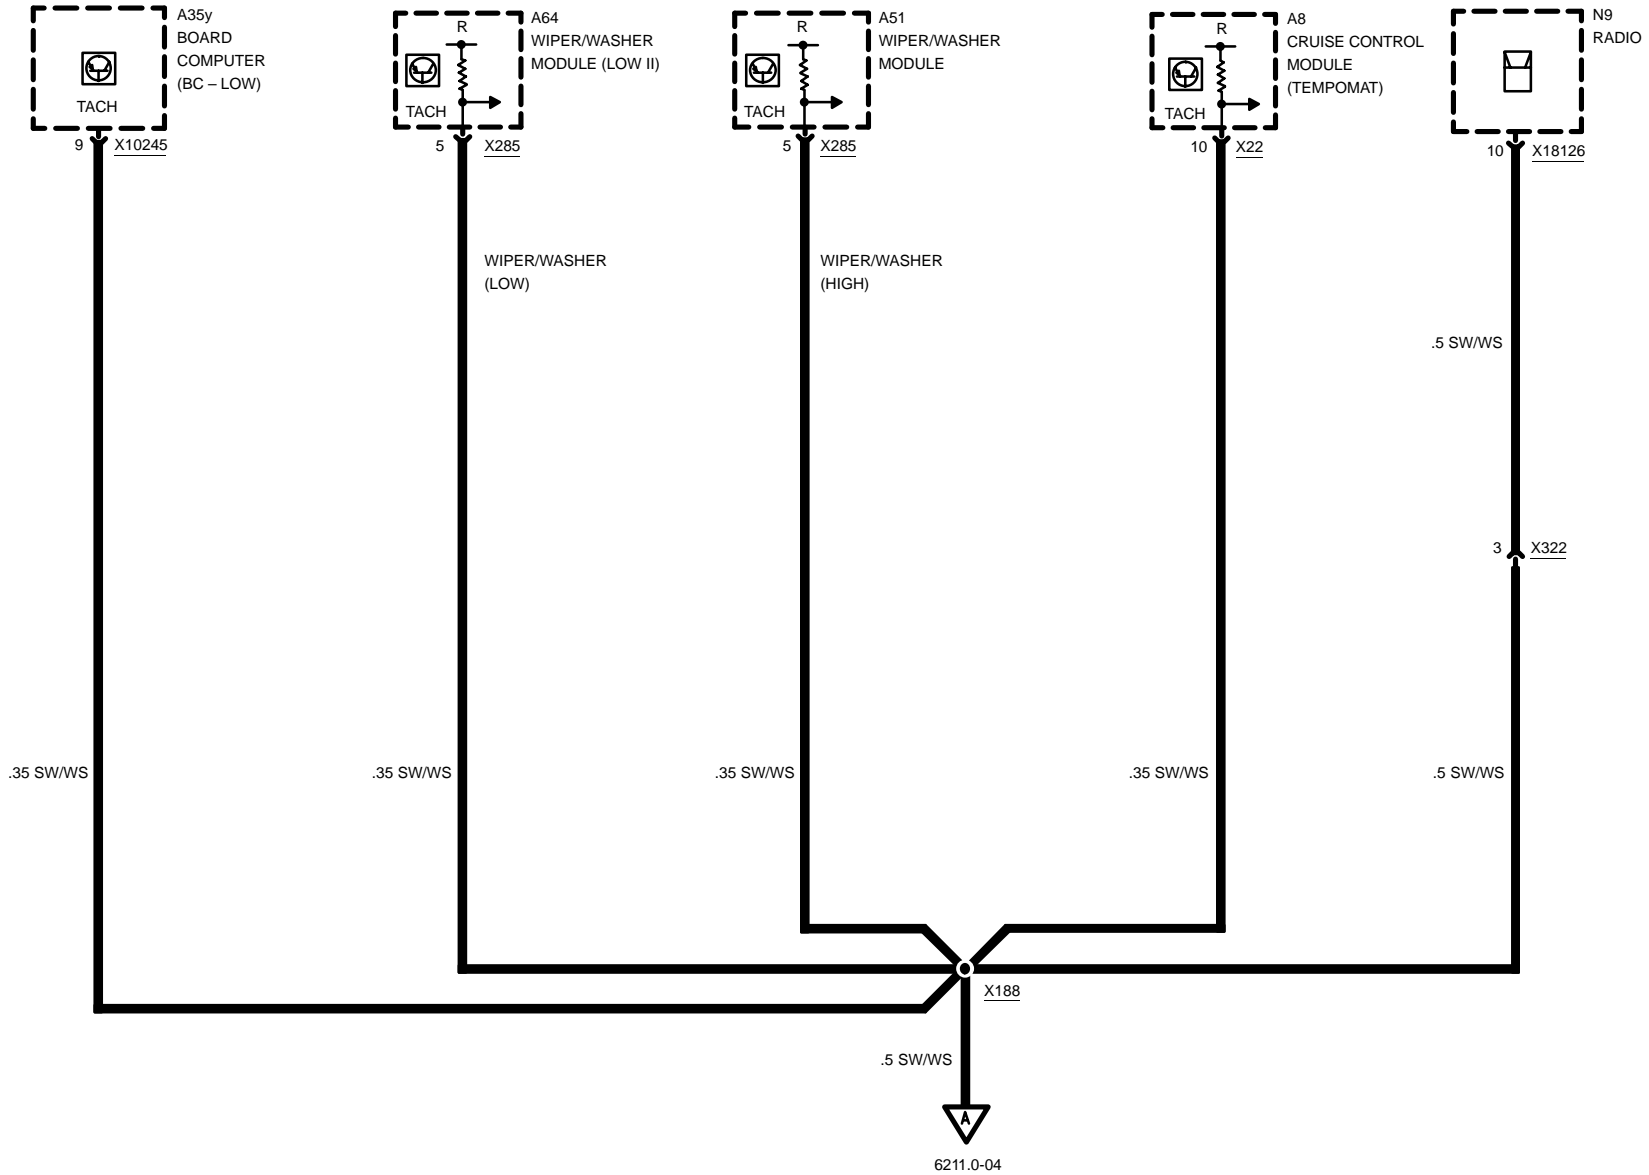 A35y
BOARD
COMPUTER
(BC – LOW)
TACH
9 X10245
A64
WIPER/WASHER
MODULE (LOW II)
R
TACH
5 X285
A51
WIPER/WASHER
MODULE
R
TACH
5 X285
A8
CRUISE CONTROL
MODULE
(TEMPOMAT)
R
TACH
10 X22
N9
RADIO
10 X18126
WIPER/WASHER
(LOW)
WIPER/WASHER
(HIGH)
.5 SW/WS
3 X322
.35 SW/WS
.35 SW/WS
.35 SW/WS
.35 SW/WS
.5 SW/WS
X188
.5 SW/WS
A
6211.0-04